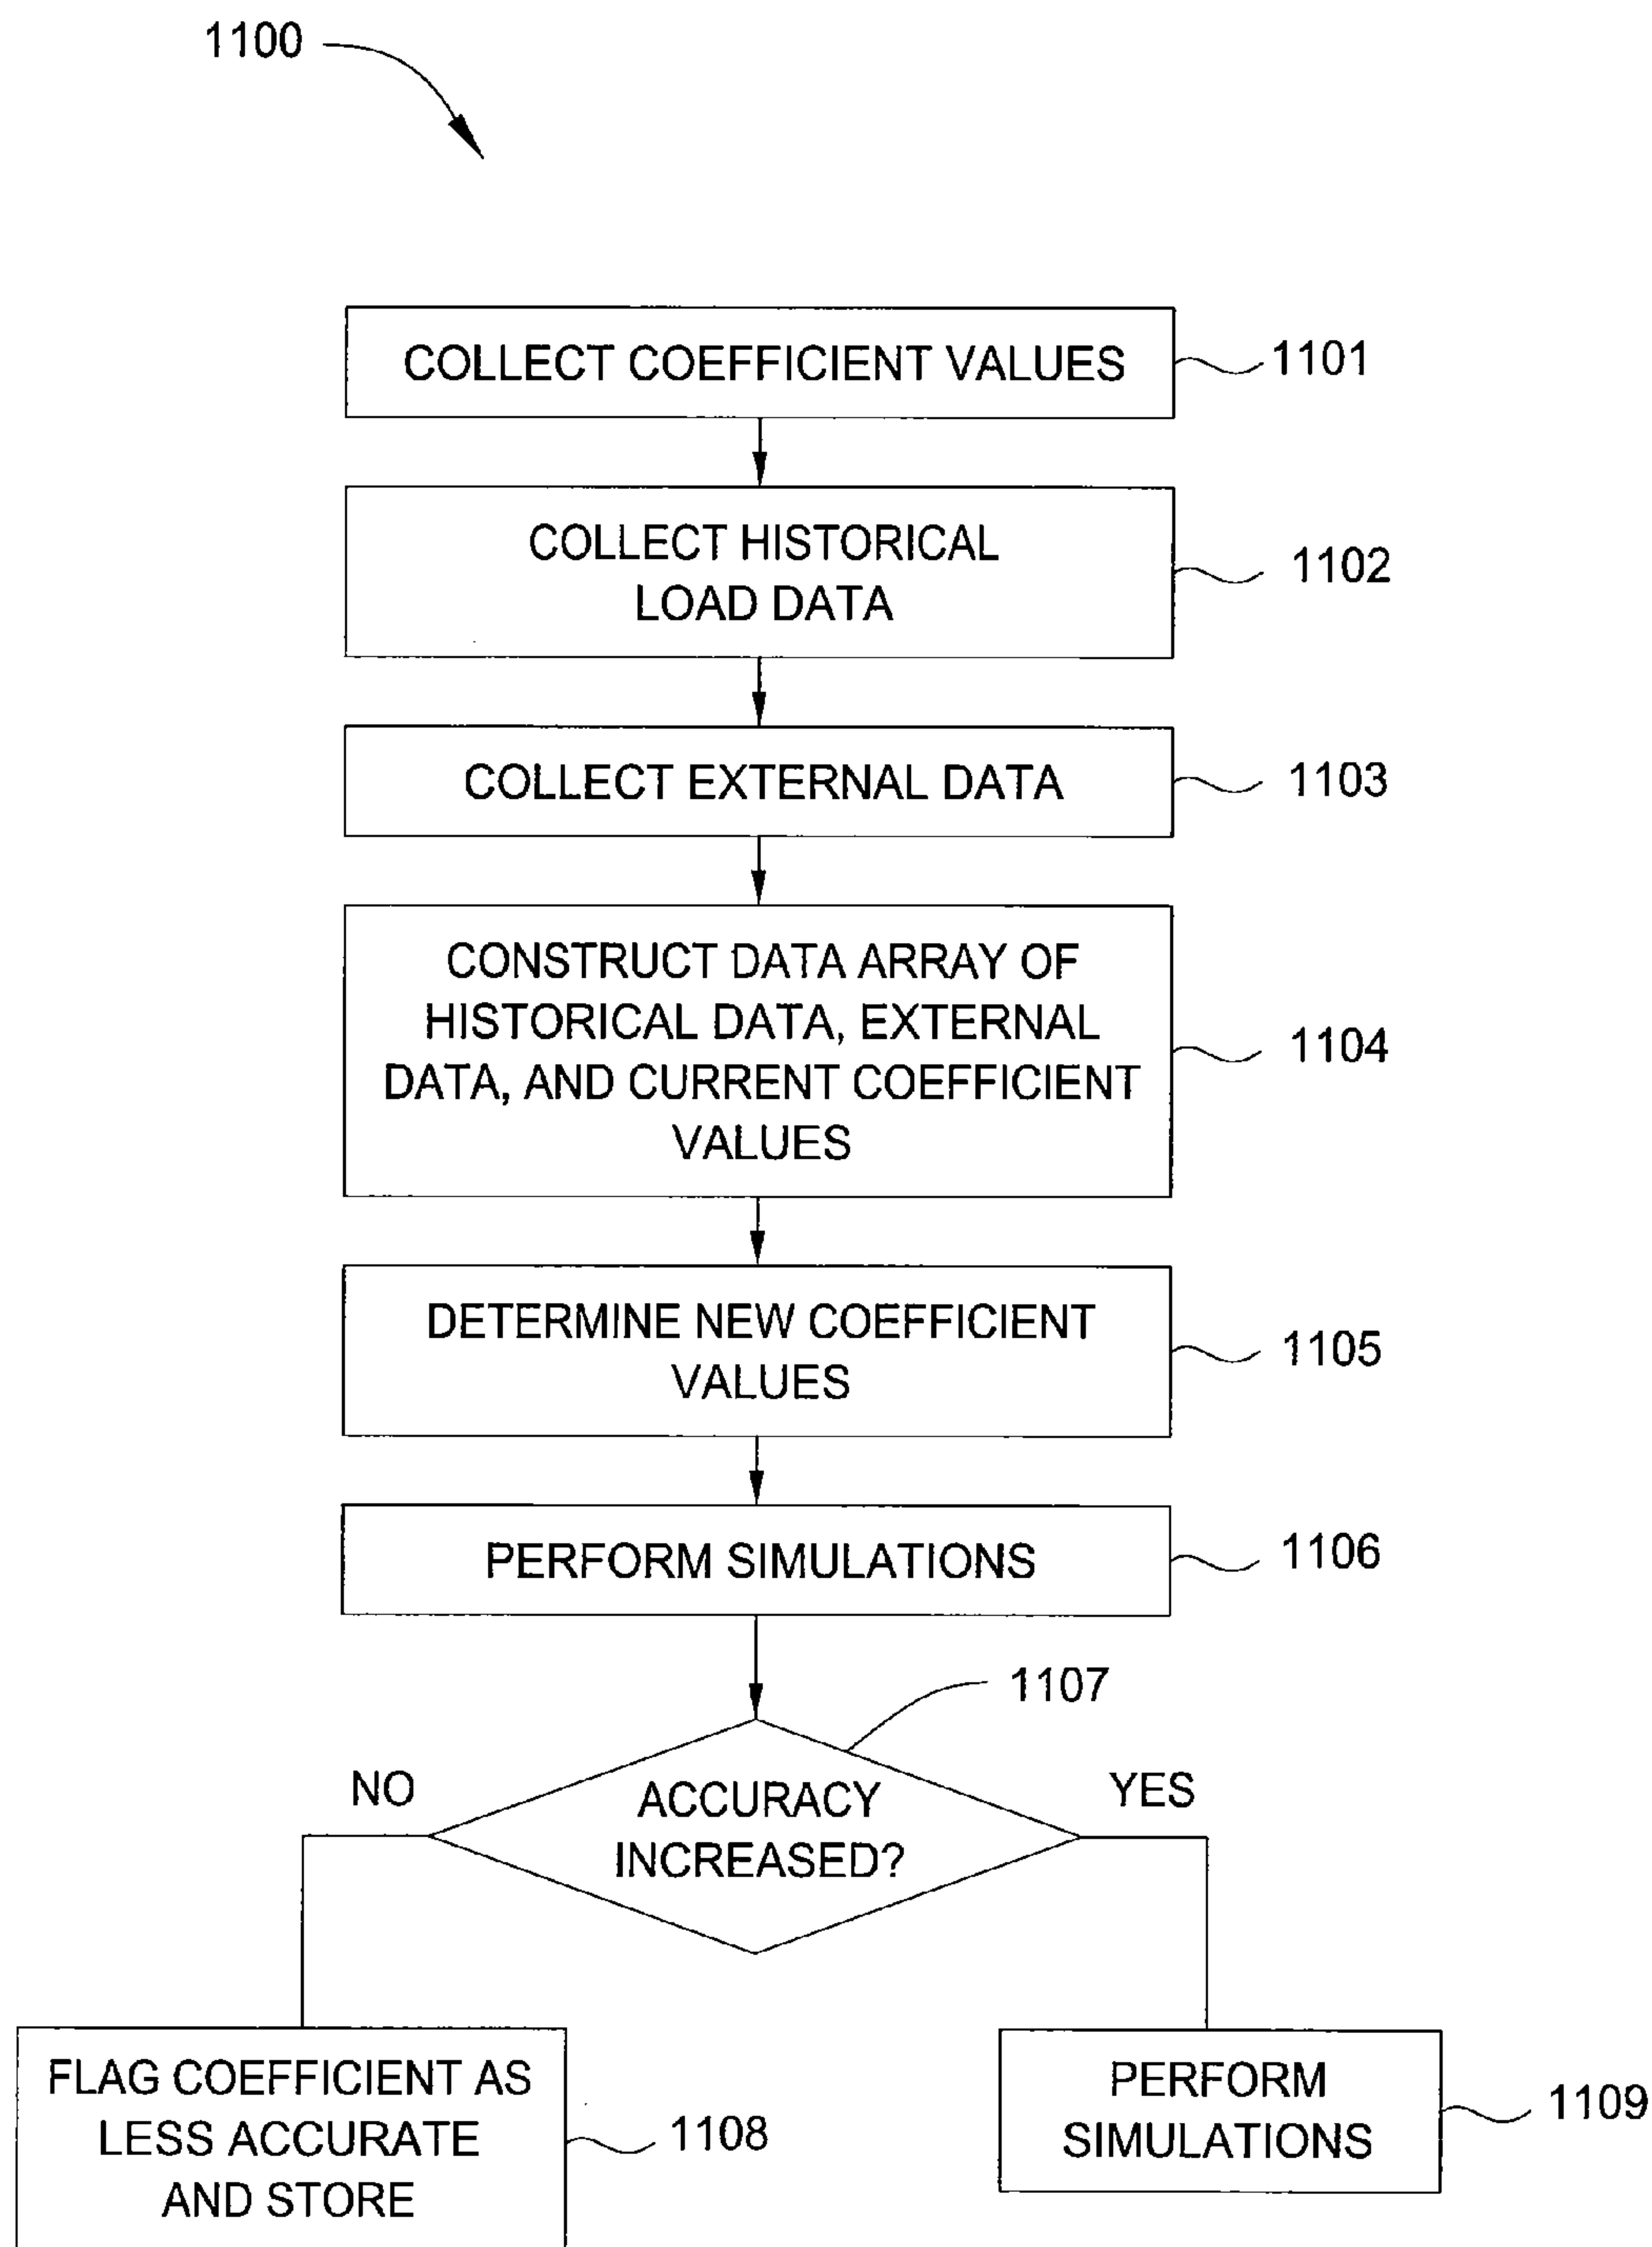 1100
COLLECT COEFFICIENT VALUES
1101
COLLECT HISTORICAL
LOAD DATA
1102
COLLECT EXTERNAL DATA
1103
CONSTRUCT DATA ARRAY OF
HISTORICAL DATA, EXTERNAL
DATA, AND CURRENT COEFFICIENT
VALUES
1104
DETERMINE NEW COEFFICIENT
VALUES
1105
PERFORM SIMULATIONS
1106
1107
ACCURACY
INCREASED?
NO
YES
FLAG COEFFICIENT AS
LESS ACCURATE
AND STORE
1108
PERFORM
SIMULATIONS
1109